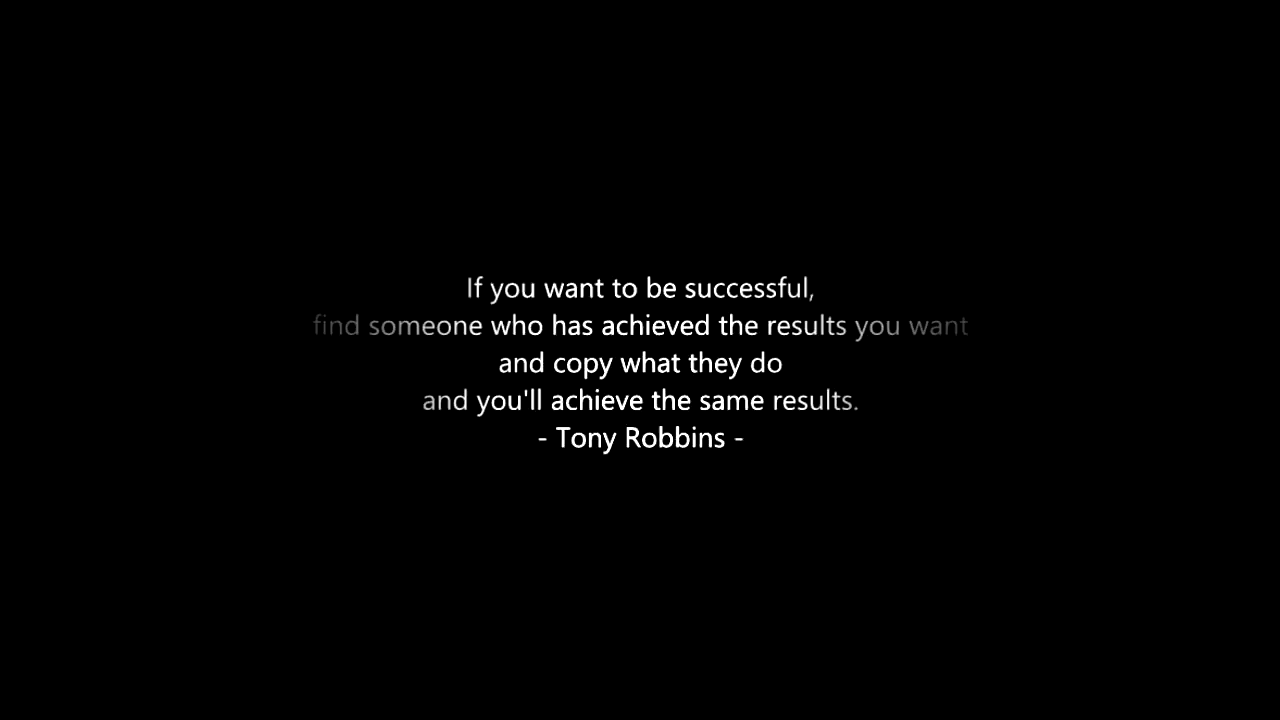 If you want to be successful,
find someone who has achieved the results you want
and copy what they do
and you'll achieve the same results.
- Tony Robbins -